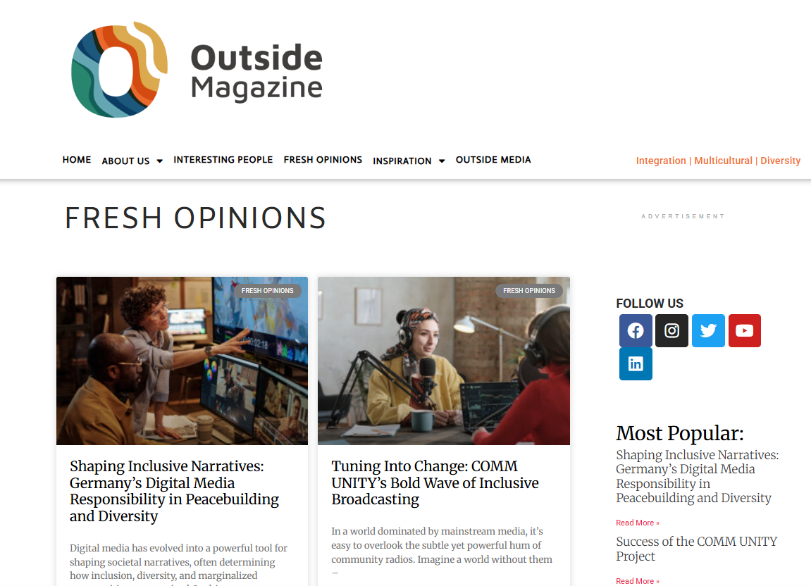 Outside
Magazine
HOME ABOUT US INTERESTING PEOPLE FRESH OPINIONS INSPIRATION OUTSIDE MEDIA
Integration | Multicultural | Diversity
FRESH OPINIONS
ADVERTISEMENT
FRESH OPINIONS
Shaping Inclusive Narratives:
Germany’s Digital Media
Responsibility in Peacebuilding
and Diversity
Digital media has evolved into a powerful tool for
shaping societal narratives, often determining
how inclusion, diversity, and marginalized
FRESH OPINIONS
Tuning Into Change: COMM
UNITY’s Bold Wave of Inclusive
Broadcasting
In a world dominated by mainstream media, it’s
easy to overlook the subtle yet powerful hum of
community radios. Imagine a world without them
–
FOLLOW US
Most Popular:
Shaping Inclusive Narratives:
Germany’s Digital Media
Responsibility in
Peacebuilding and Diversity
Read More »
Success of the COMM UNITY
Project
Read More »